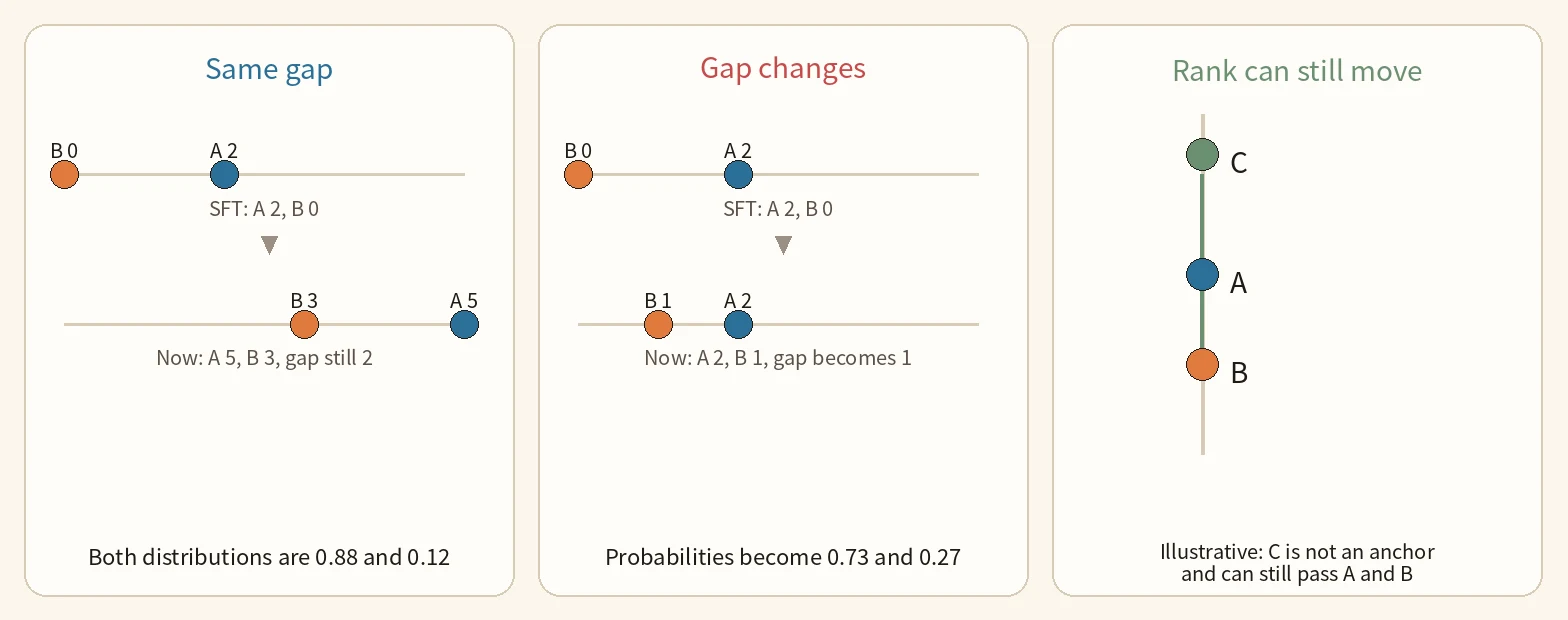 Same gap
B 0
A 2
SFT: A 2, B 0
B 3
A 5
Now: A 5, B 3, gap still 2
Both distributions are 0.88 and 0.12
Gap changes
B 0
A 2
SFT: A 2, B 0
B 1
A 2
Now: A 2, B 1, gap becomes 1
Probabilities become 0.73 and 0.27
Rank can still move
C
A
B
Illustrative: C is not an anchor
and can still pass A and B